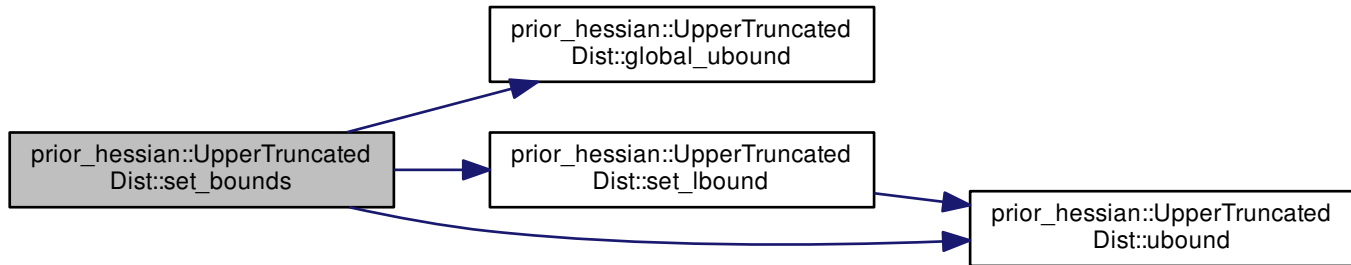 prior_hessian::UpperTruncated
Dist::global_ubound
prior_hessian::UpperTruncated
Dist::set_bounds
prior_hessian::UpperTruncated
Dist::set_lbound
prior_hessian::UpperTruncated
Dist::ubound